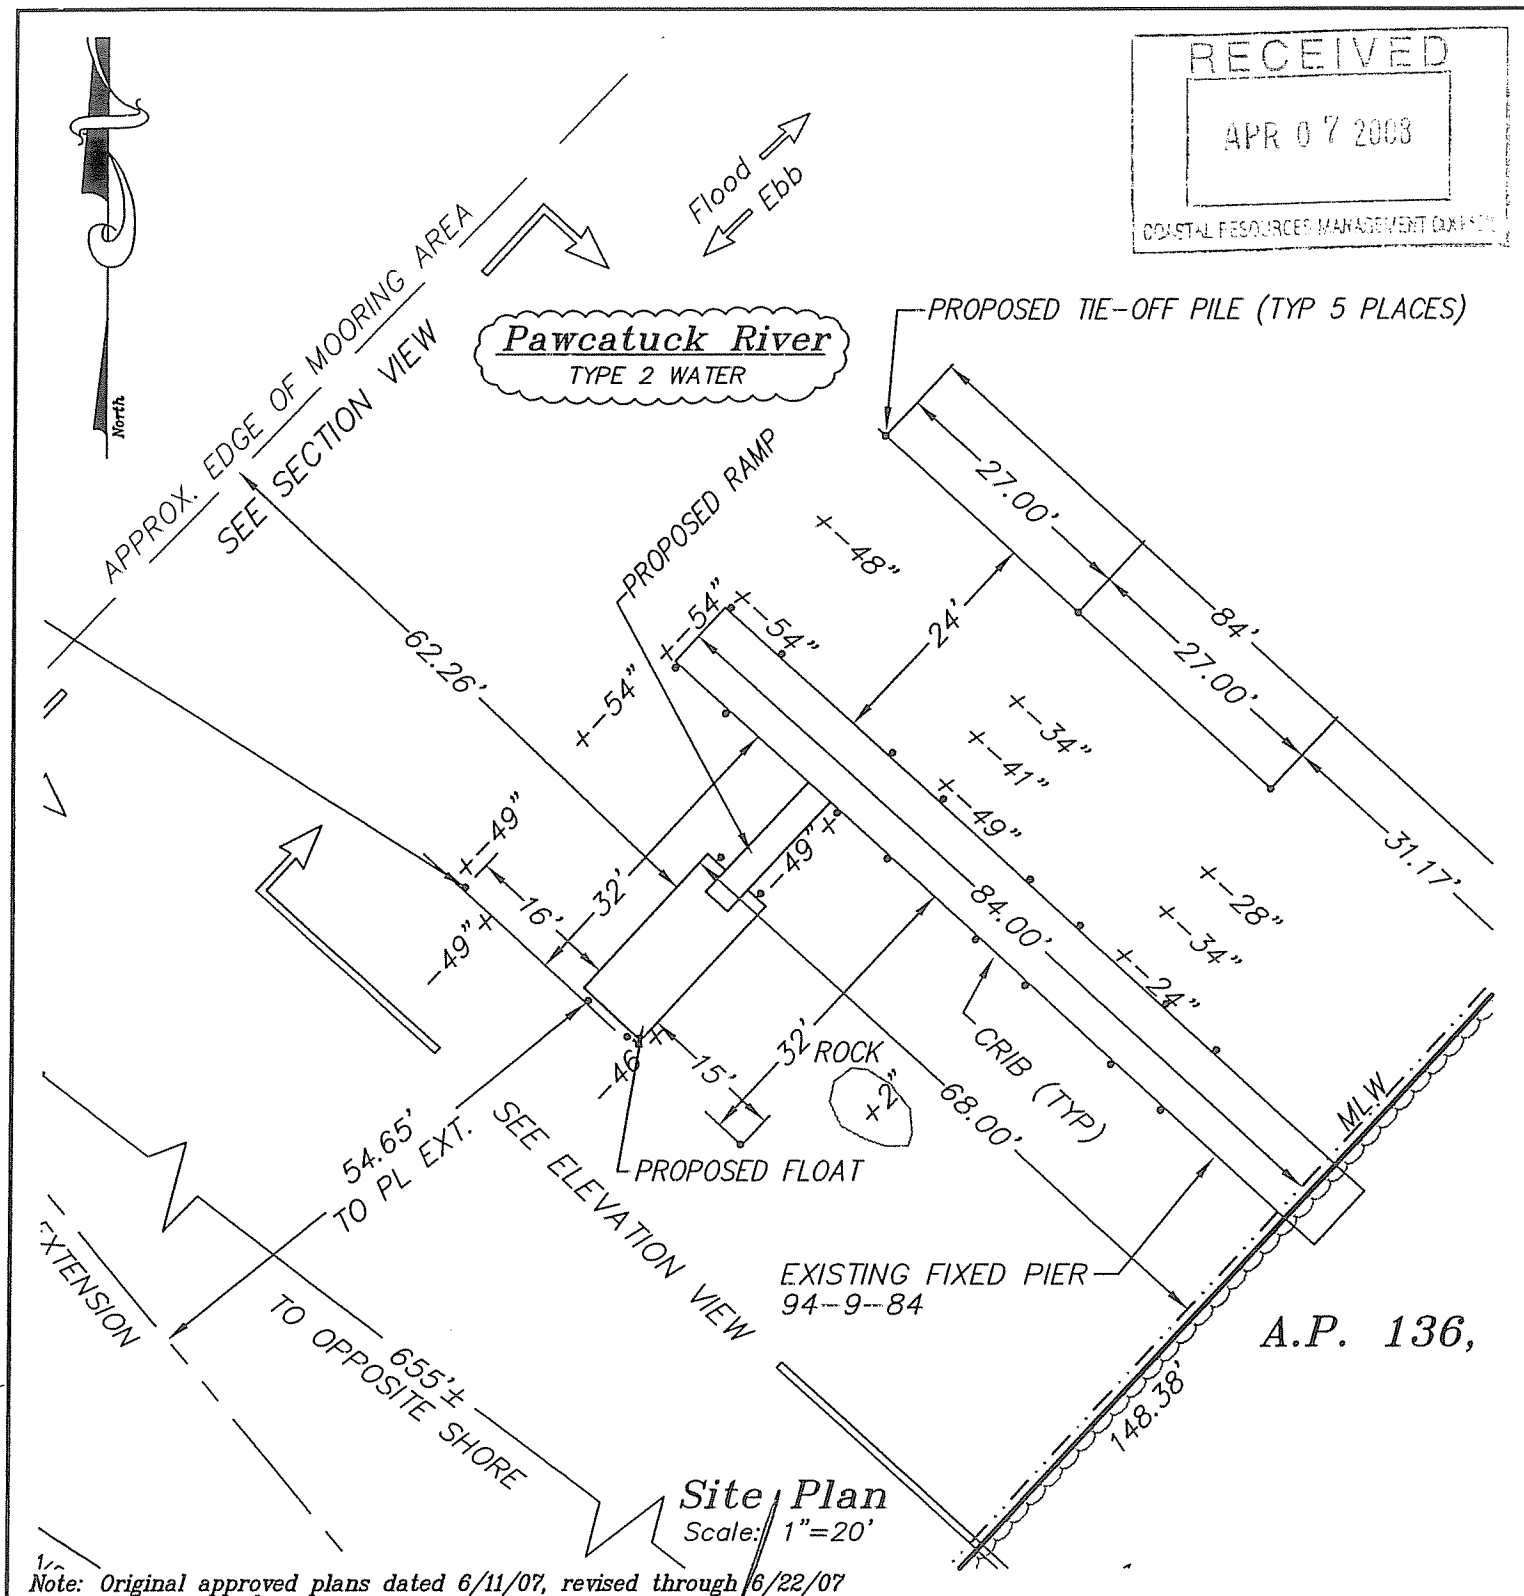 RECEIVED
APR 07 2008
COASTAL RESOURCES MANAGEMENT
North
Flood
Ebb
APPROX. EDGE OF MOORING AREA
SEE SECTION VIEW
Pawcatuck River
TYPE 2 WATER
PROPOSED TIE-OFF PILE (TYP 5 PLACES)
PROPOSED RAMP
27.00'
27.00'
84'
31.17'
24'
62.26'
+-48"
+-54"
+-54"
+-54"
+-34"
+-41"
+-49"
+-28"
+-34"
+-24"
+-49"
-49"
-49"
16'
32'
84.00'
-46
15'
32'
ROCK
+2"
CRIB (TYP)
68.00'
MLW
54.65'
TO PL EXT.
PROPOSED FLOAT
SEE ELEVATION VIEW
EXISTING FIXED PIER
94-9-84
A.P. 136,
148.38'
EXTENSION
655'±
TO OPPOSITE SHORE
Site Plan
Scale: 1"=20'
Note: Original approved plans dated 6/11/07, revised through 6/22/07